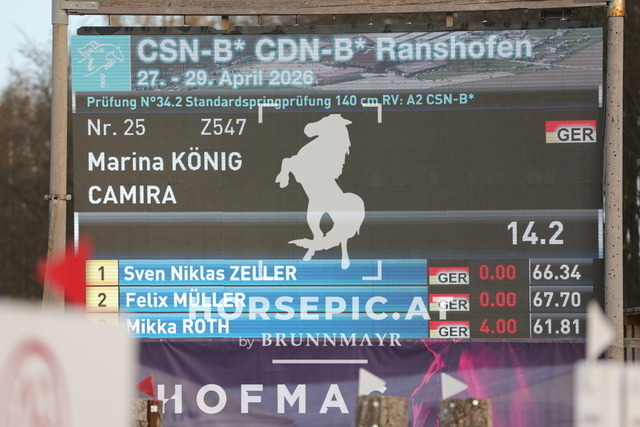 CSN-B* CDN-B* Ranshofen
27. - 29. April 2026
Prüfung N°34.2 Standardspringprüfung 140 cm RV: A2 CSN-B*
Nr. 25 Z547 GER
Marina KÖNIG
CAMIRA
14.2
1 Sven Niklas ZELLER GER 0.00 66.34
2 Felix MÜLLER GER 0.00 67.70
Mikka ROTH GER 4.00 61.81
HORSEPIC.AT
by BRUNNMAYR
HOFMAG